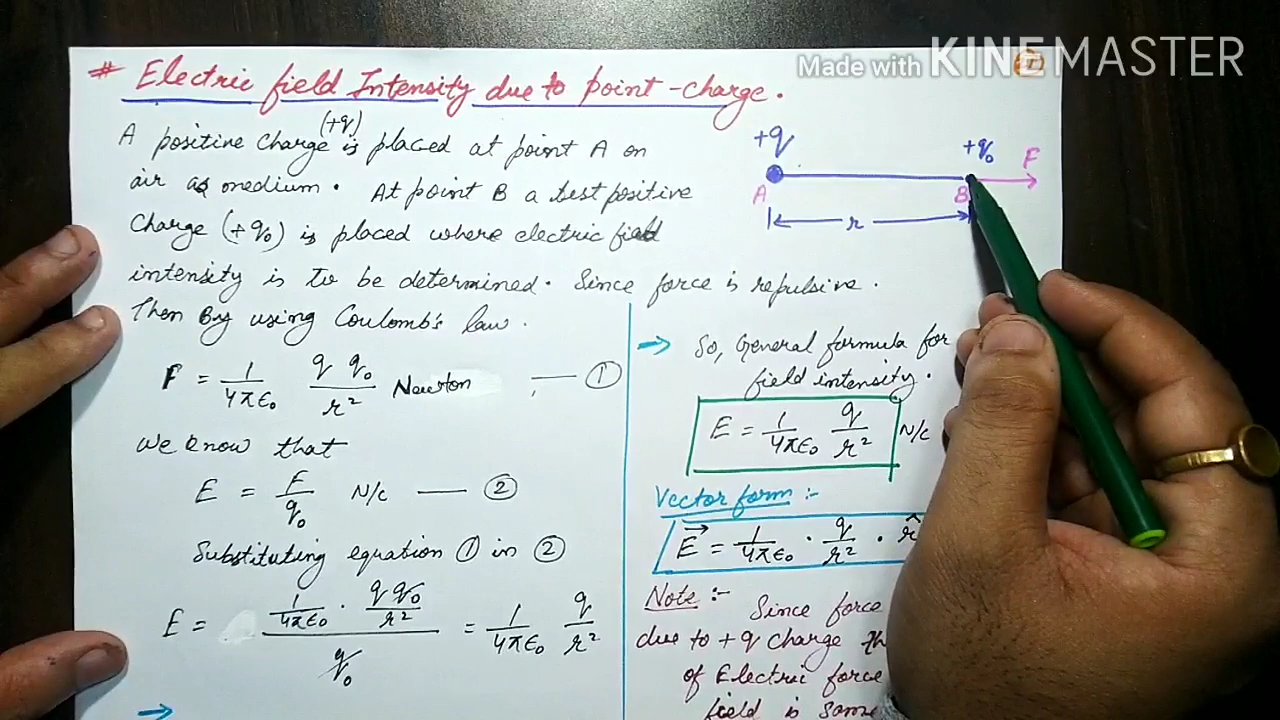 Made with KINEMASTER
# Electric field Intensity due to point-charge.
A positive charge (+q) is placed at point A on
air as medium. At point B a test positive
charge (+q₀) is placed where electric field
intensity is to be determined. Since force is repulsive.
Then By using Coulomb's law.
F = 1/4πϵ₀ q q₀/r² Newton — ①
We know that
E = F/q₀ N/C — ②
Substituting equation ① in ②
E = (1/4πϵ₀ · q q₀/r²)/q₀ = 1/4πϵ₀ q/r²
+q
+q₀
F
A
B
r
→ So, General formula for
field intensity.
E = 1/4πϵ₀ q/r² N/C
Vector form :-
E⃗ = 1/4πϵ₀ · q/r² · r̂
Note :- Since force
due to +q charge
of Electric force
field is same